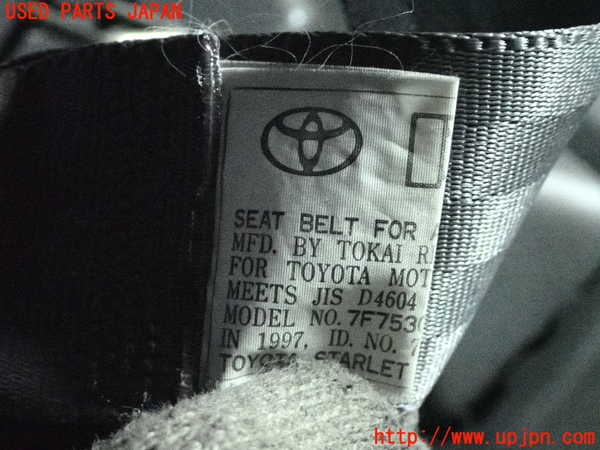 USED PARTS JAPAN
SEAT BELT FOR
MFD. BY TOKAI R
FOR TOYOTA MOT
MEETS JIS D4604
MODEL NO. 7F753
IN 1997, ID. NO. 7
TOYOTA STARLET
http://www.upjpn.com/